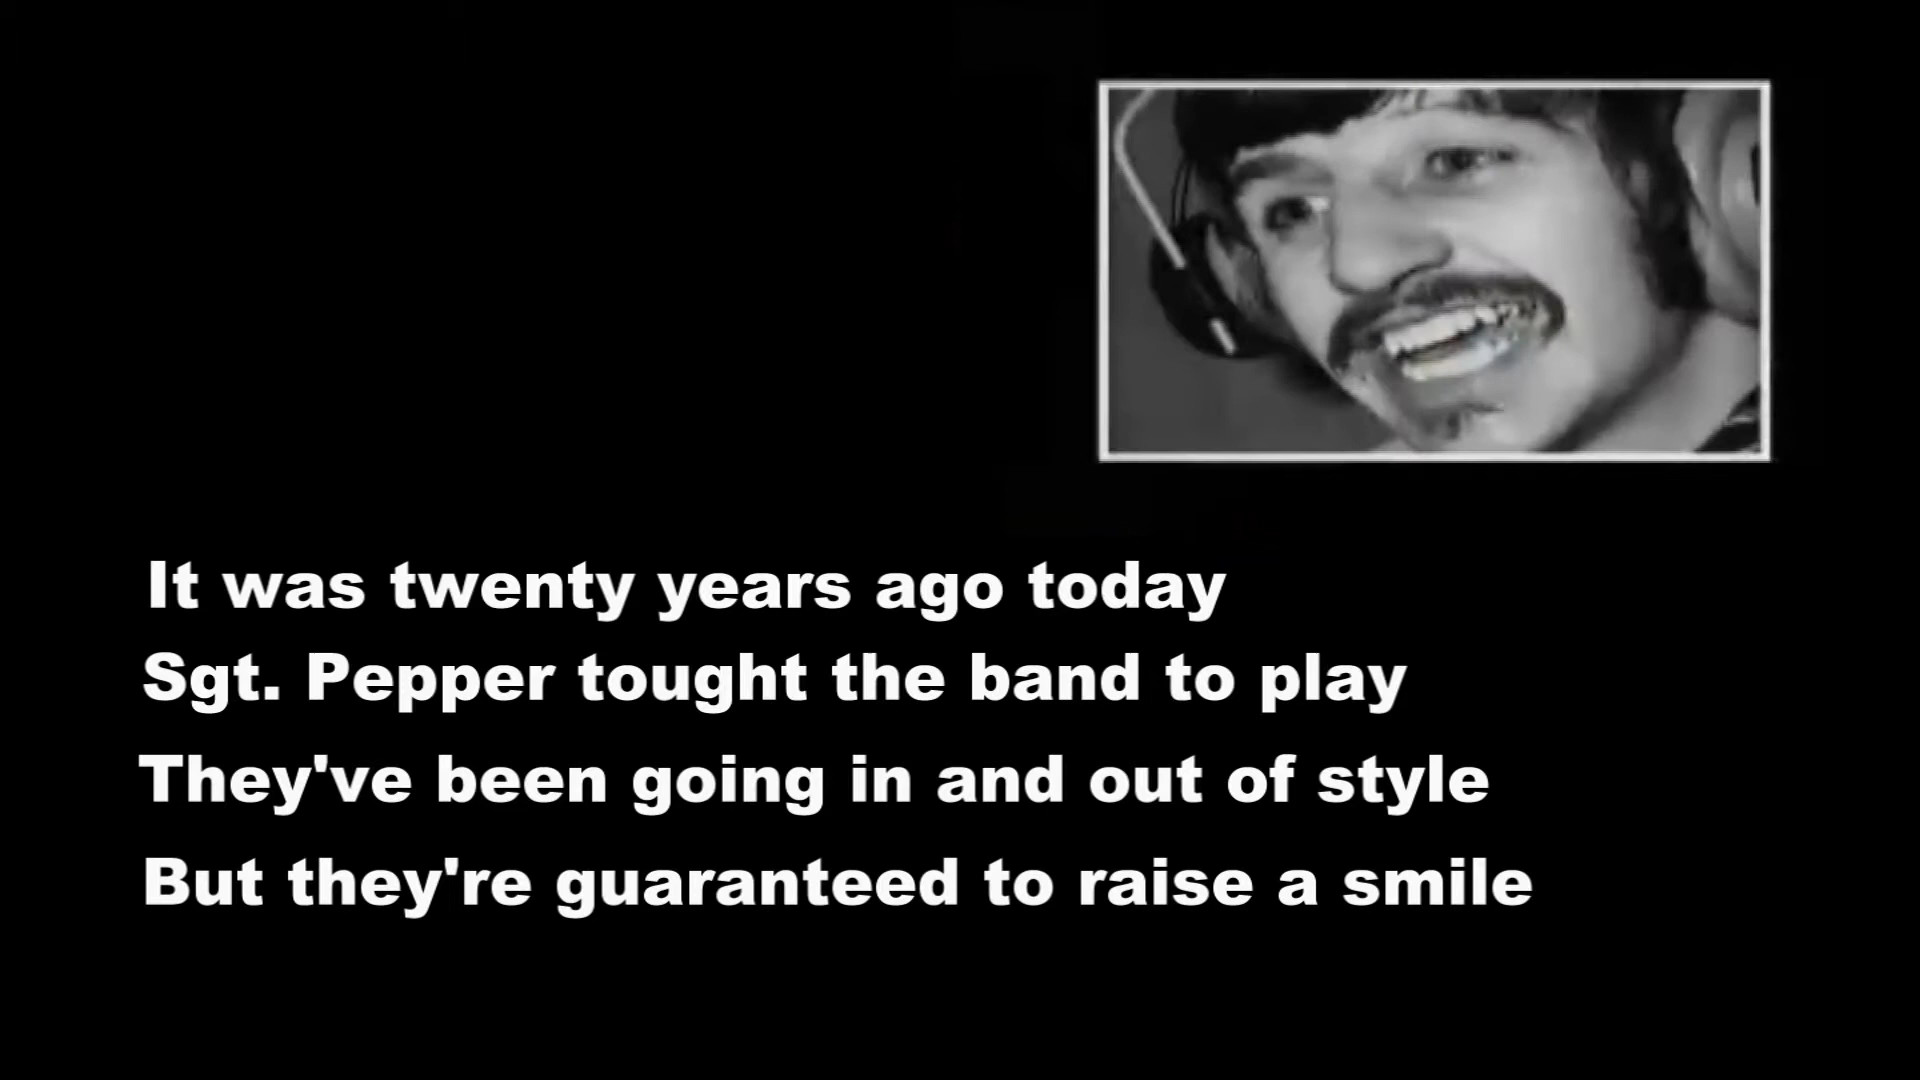 It was twenty years ago today
Sgt. Pepper tought the band to play
They've been going in and out of style
But they're guaranteed to raise a smile